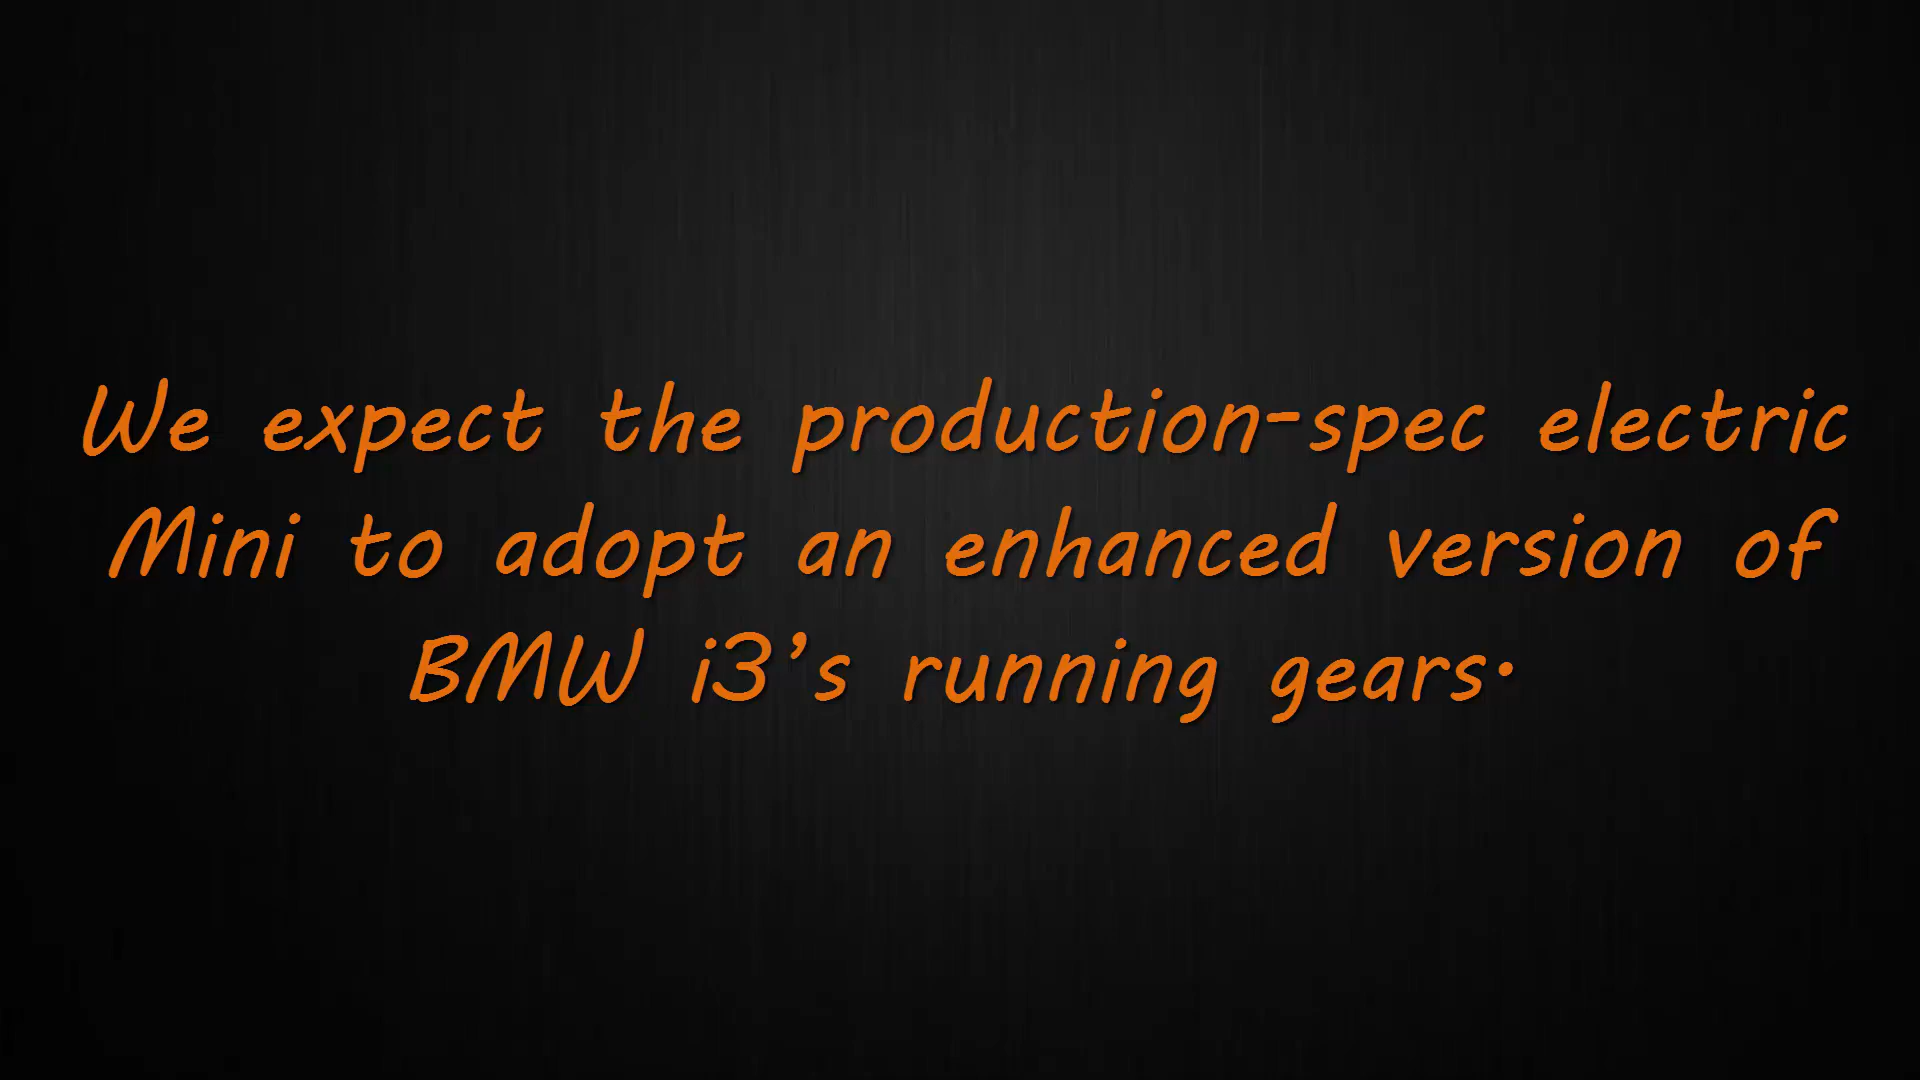 We expect the production-spec electric
Mini to adopt an enhanced version of
BMW i3’s running gears.